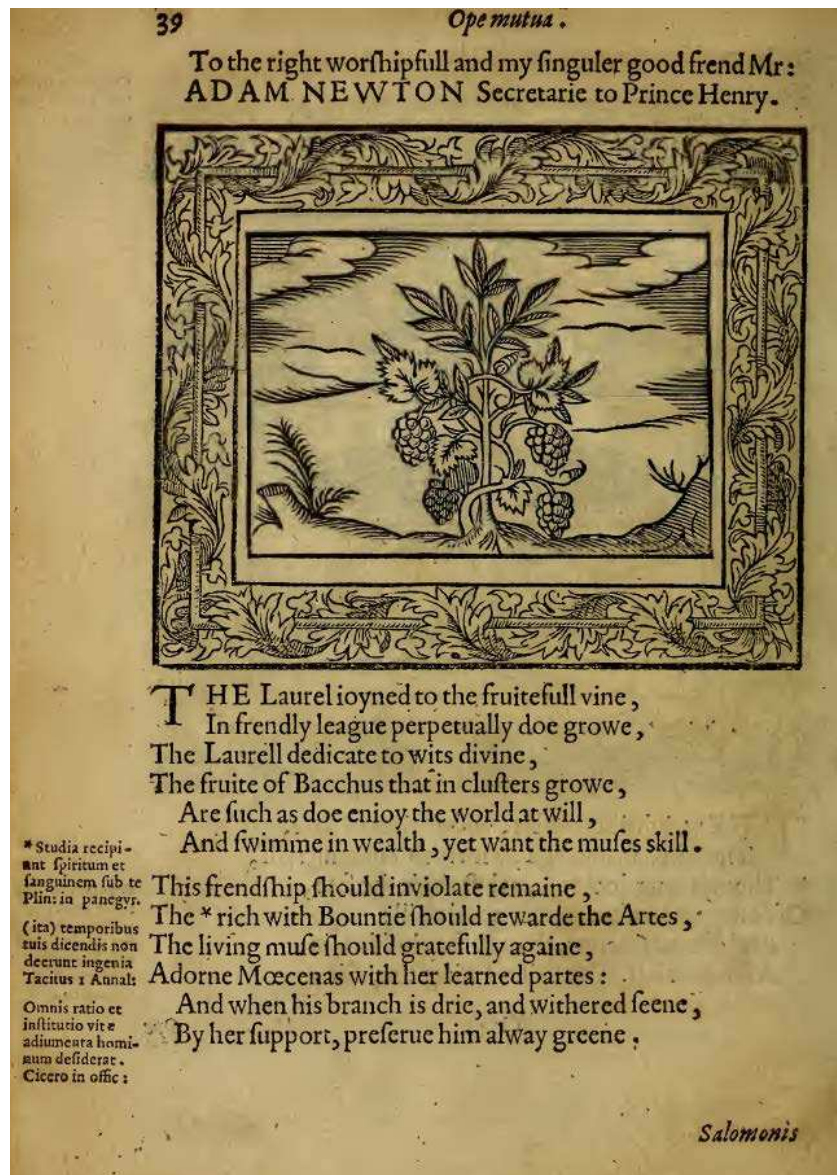 39
Ope mutua.
To the right worſhipfull and my ſinguler good frend Mr:
ADAM NEWTON Secretarie to Prince Henry.
THE Laurel ioyned to the fruitefull vine,
In frendly league perpetually doe growe,
The Laurell dedicate to wits divine,
The fruite of Bacchus that in cluſters growe,
Are ſuch as doe enioy the world at will,
And ſwimme in wealth, yet want the muſes skill.
This frendſhip ſhould inviolate remaine,
The * rich with Bountie ſhould rewarde the Artes,
The living muſe ſhould gratefully againe,
Adorne Mœcenas with her learned partes:
And when his branch is drie, and withered ſeene,
By her ſupport, preſerue him alway greene.
* Studia recipi-
ant ſpiritum et
ſanguinem ſub te
Plin: in panegyr.
(ita) temporibus
tuis dicendis non
deerunt ingenia
Tacitus 1 Annal:
Omnis ratio et
inſtitutio vitæ
adiumenta homi-
num deſiderat.
Cicero in offic:
Salomonis